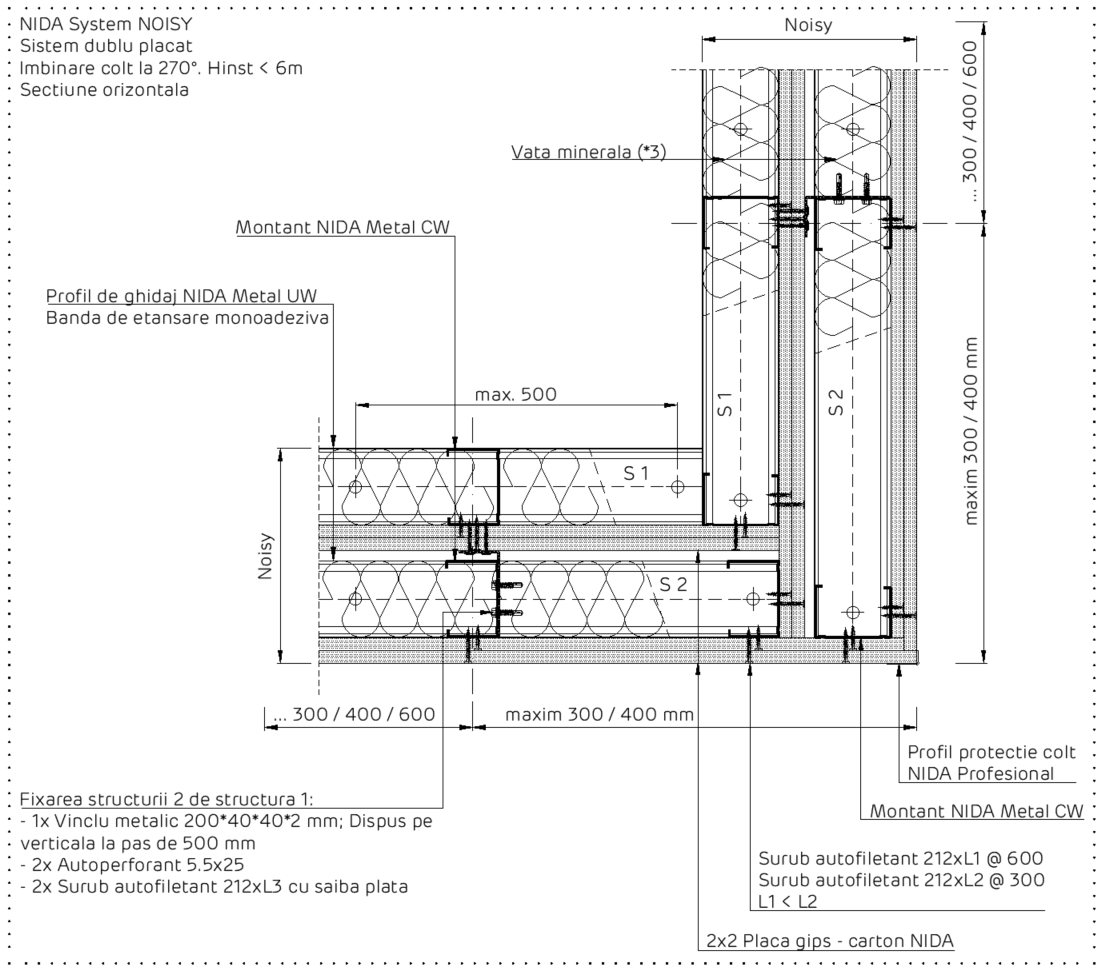 NIDA System NOISY
Sistem dublu placat
Imbinare colt la 270°. Hinst < 6m
Sectiune orizontala
Noisy
... 300 / 400 / 600
Vata minerala (*3)
Montant NIDA Metal CW
Profil de ghidaj NIDA Metal UW
Banda de etansare monoadeziva
max. 500
S 1
S 2
maxim 300 / 400 mm
S 1
Noisy
S 2
... 300 / 400 / 600
maxim 300 / 400 mm
Profil protectie colt
NIDA Profesional
Montant NIDA Metal CW
Fixarea structurii 2 de structura 1:
- 1x Vinclu metalic 200*40*40*2 mm; Dispus pe
verticala la pas de 500 mm
- 2x Autoperforant 5.5x25
- 2x Surub autofiletant 212xL3 cu saiba plata
Surub autofiletant 212xL1 @ 600
Surub autofiletant 212xL2 @ 300
L1 < L2
2x2 Placa gips - carton NIDA